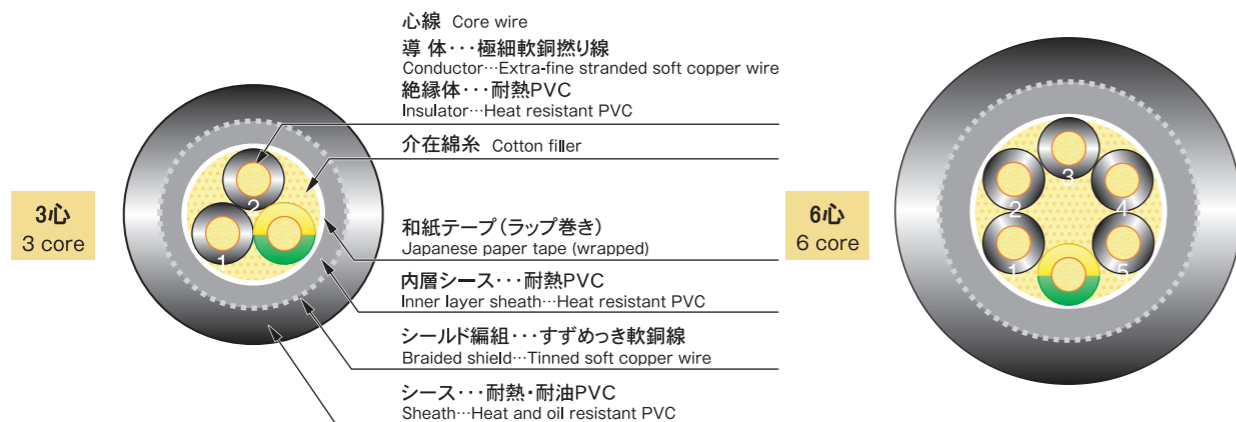 心線 Core wire
導 体･･･極細軟銅撚り線
Conductor…Extra-fine stranded soft copper wire
絶縁体･･･耐熱PVC
Insulator…Heat resistant PVC
介在綿糸 Cotton filler
和紙テープ（ラップ巻き）
Japanese paper tape (wrapped)
内層シース･･･耐熱PVC
Inner layer sheath…Heat resistant PVC
シールド編組･･･すずめっき軟銅線
Braided shield…Tinned soft copper wire
シース･･･耐熱・耐油PVC
Sheath…Heat and oil resistant PVC
3心
3 core
2
1
6心
6 core
3
2
4
1
5